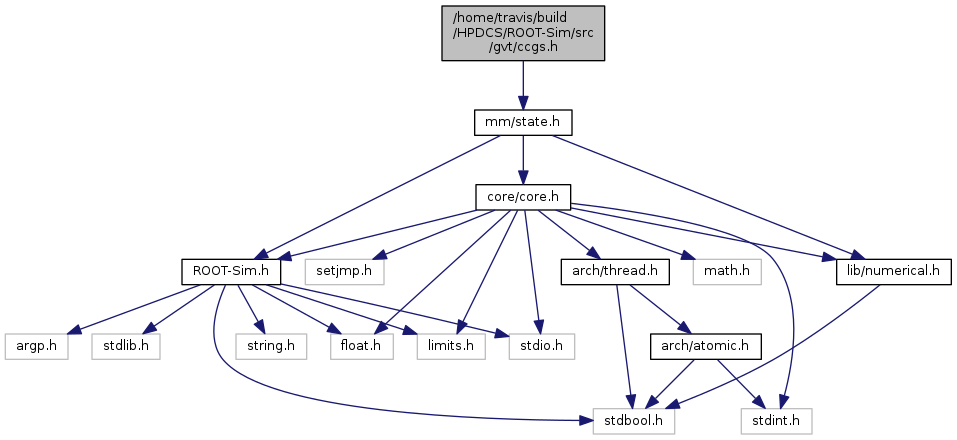 /home/travis/build
/HPDCS/ROOT-Sim/src
/gvt/ccgs.h
mm/state.h
core/core.h
ROOT-Sim.h
setjmp.h
arch/thread.h
math.h
lib/numerical.h
argp.h
stdlib.h
string.h
float.h
limits.h
stdio.h
arch/atomic.h
stdbool.h
stdint.h